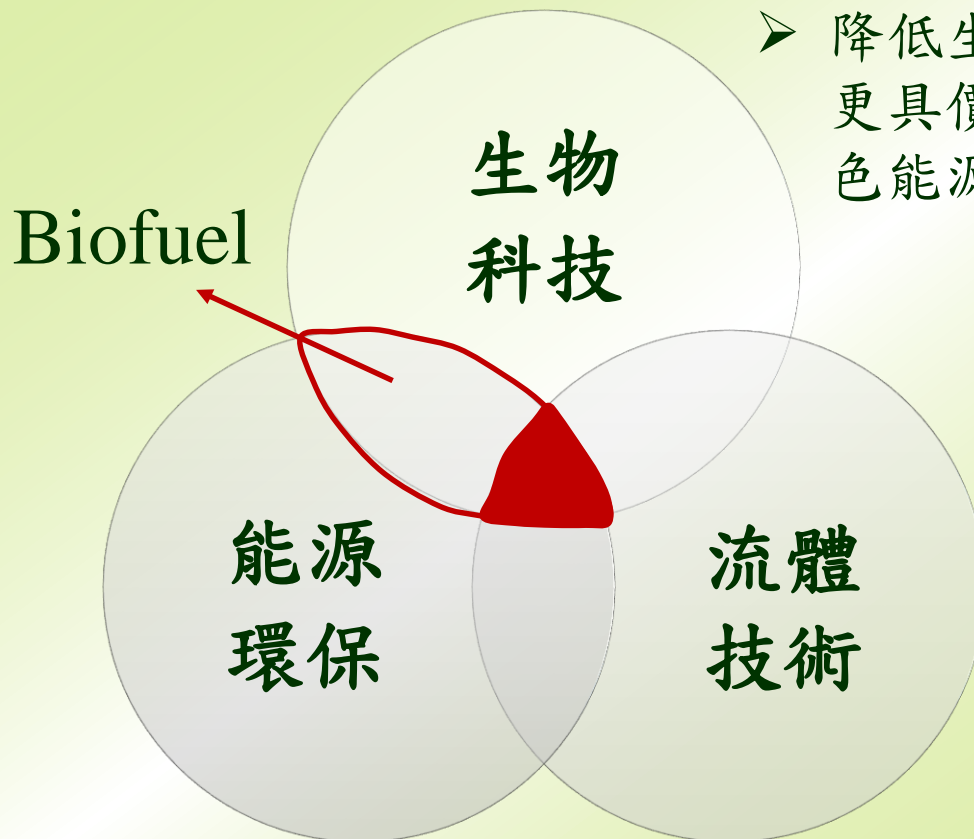 降低生
更具價
色能源
生物
科技
Biofuel
能源
環保
流體
技術